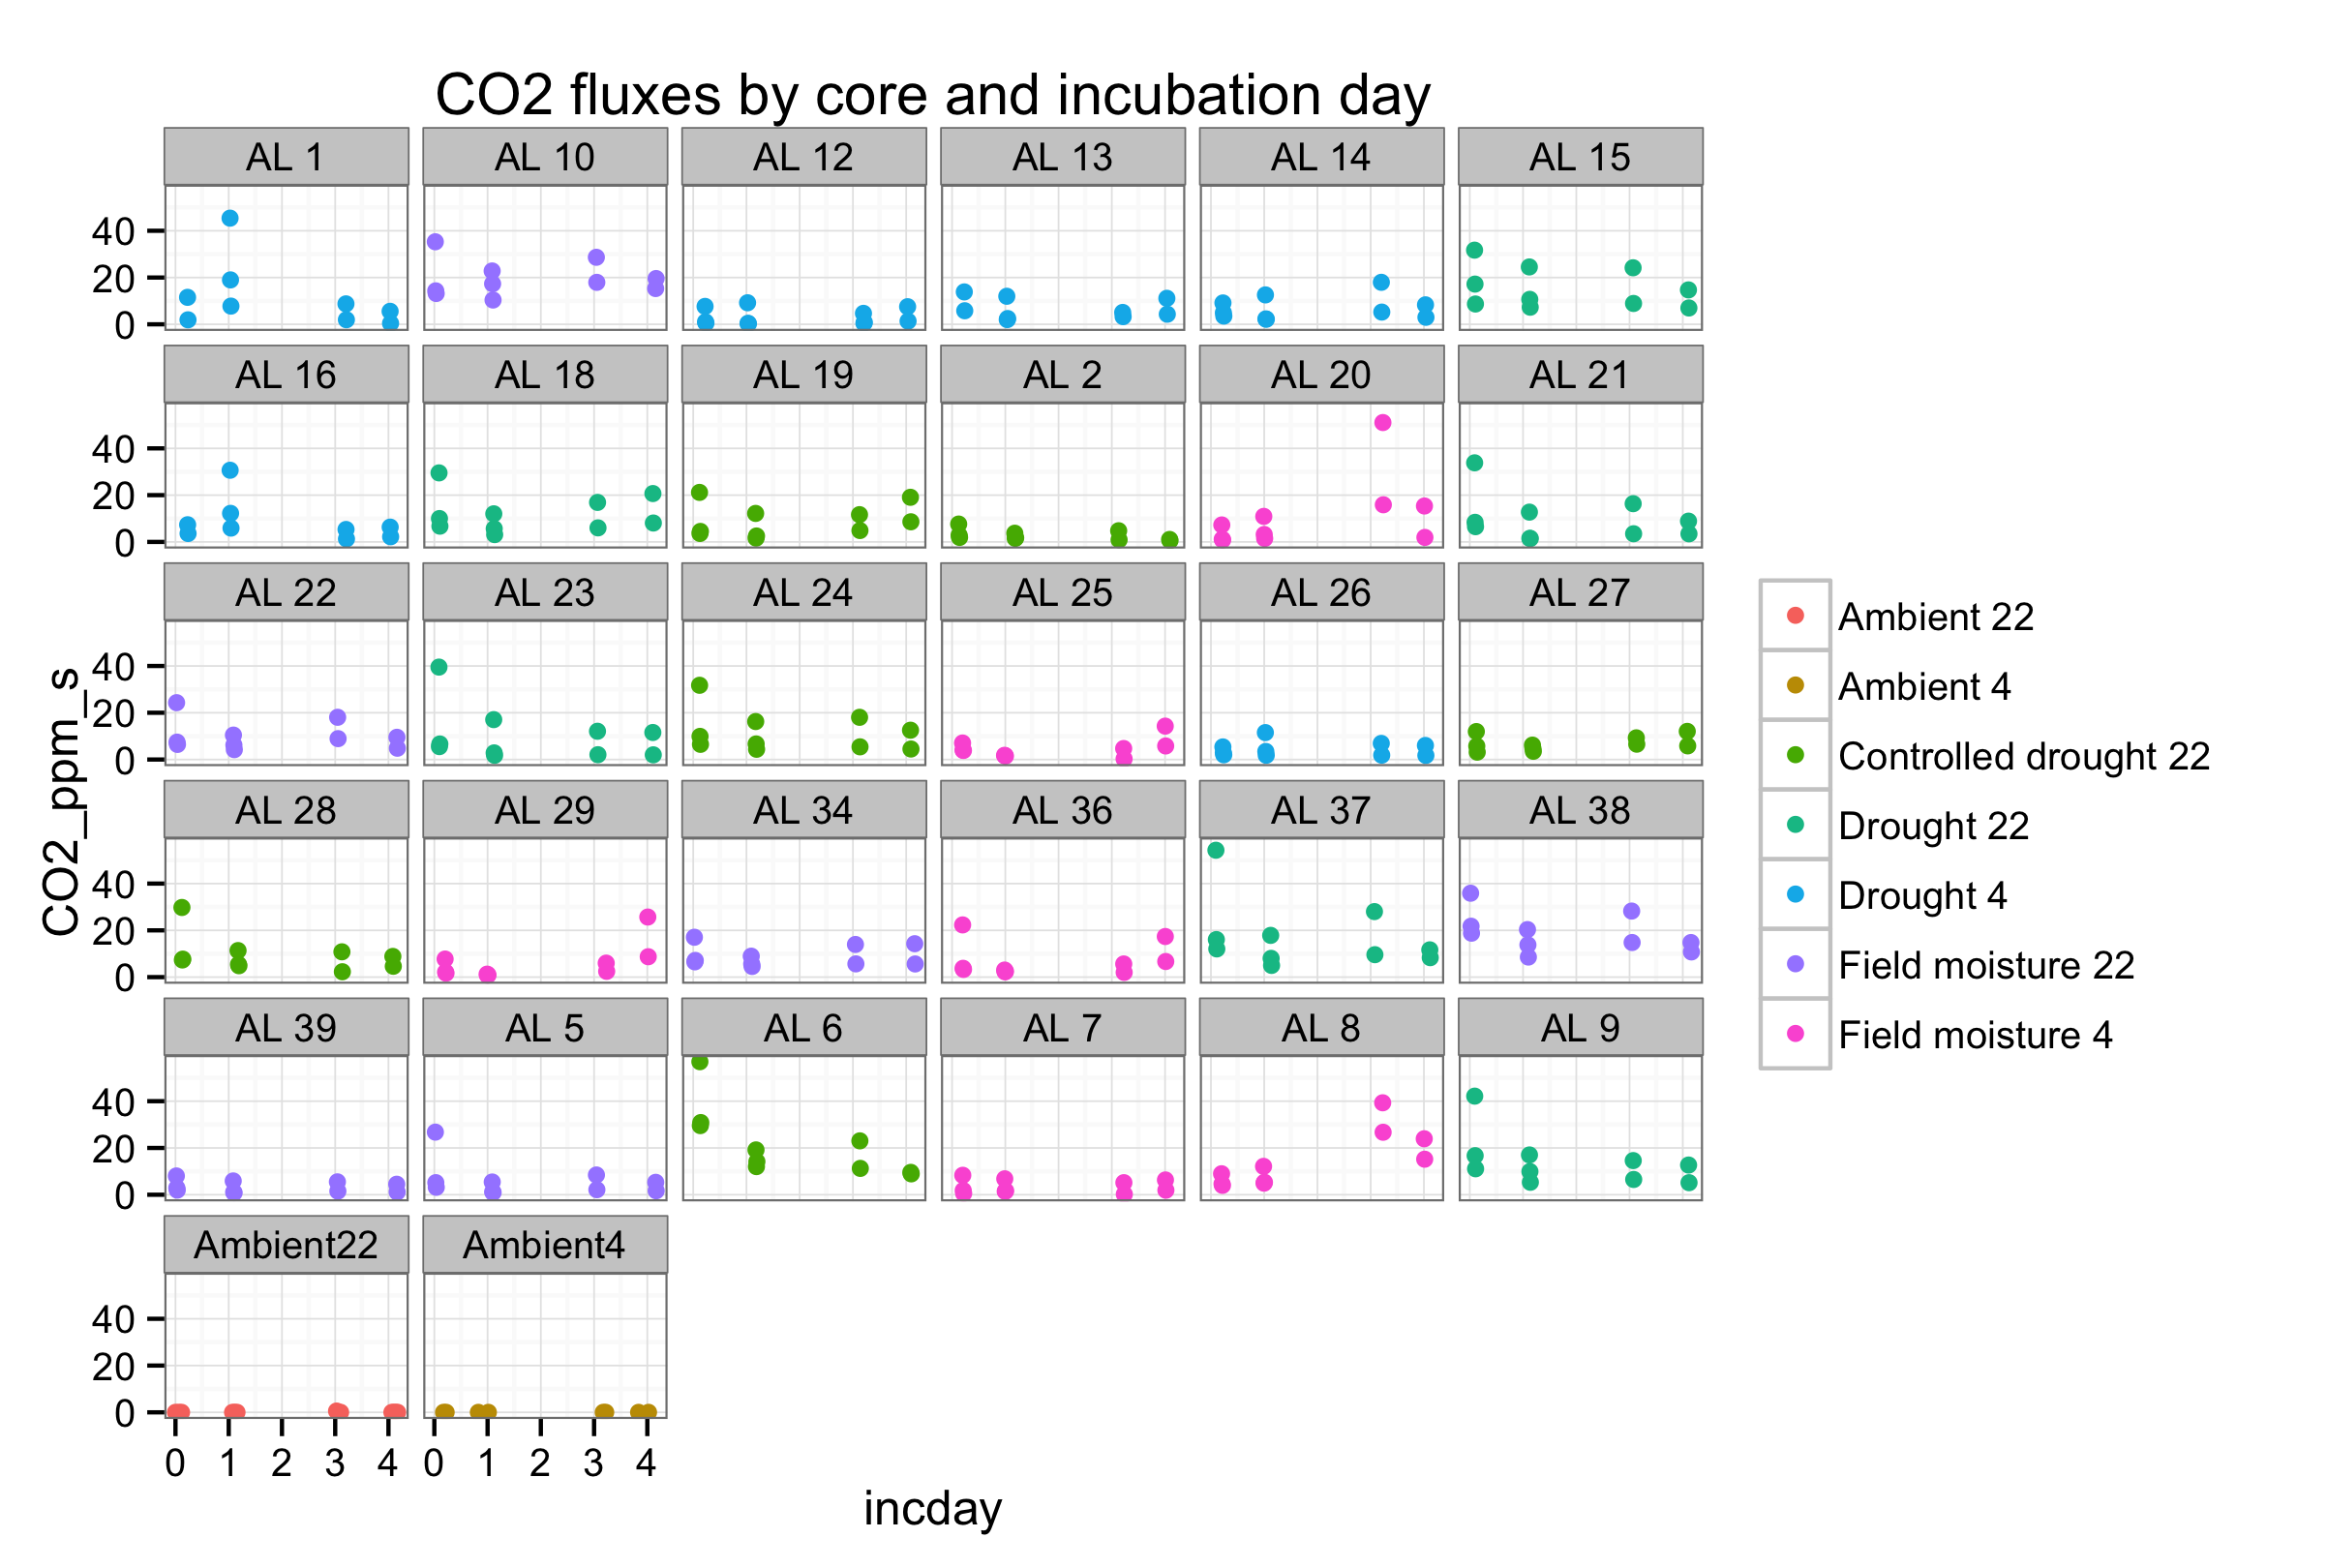 CO2 fluxes by core and incubation day
AL 1 AL 10 AL 12 AL 13 AL 14 AL 15
40
20
0
AL 16 AL 18 AL 19 AL 2 AL 20 AL 21
40
20
0
AL 22 AL 23 AL 24 AL 25 AL 26 AL 27
40
20
0
AL 28 AL 29 AL 34 AL 36 AL 37 AL 38
40
20
0
AL 39 AL 5 AL 6 AL 7 AL 8 AL 9
40
20
0
Ambient22 Ambient4
40
20
0
0 1 2 3 4 0 1 2 3 4
incday
CO2_ppm_s
Ambient 22
Ambient 4
Controlled drought 22
Drought 22
Drought 4
Field moisture 22
Field moisture 4